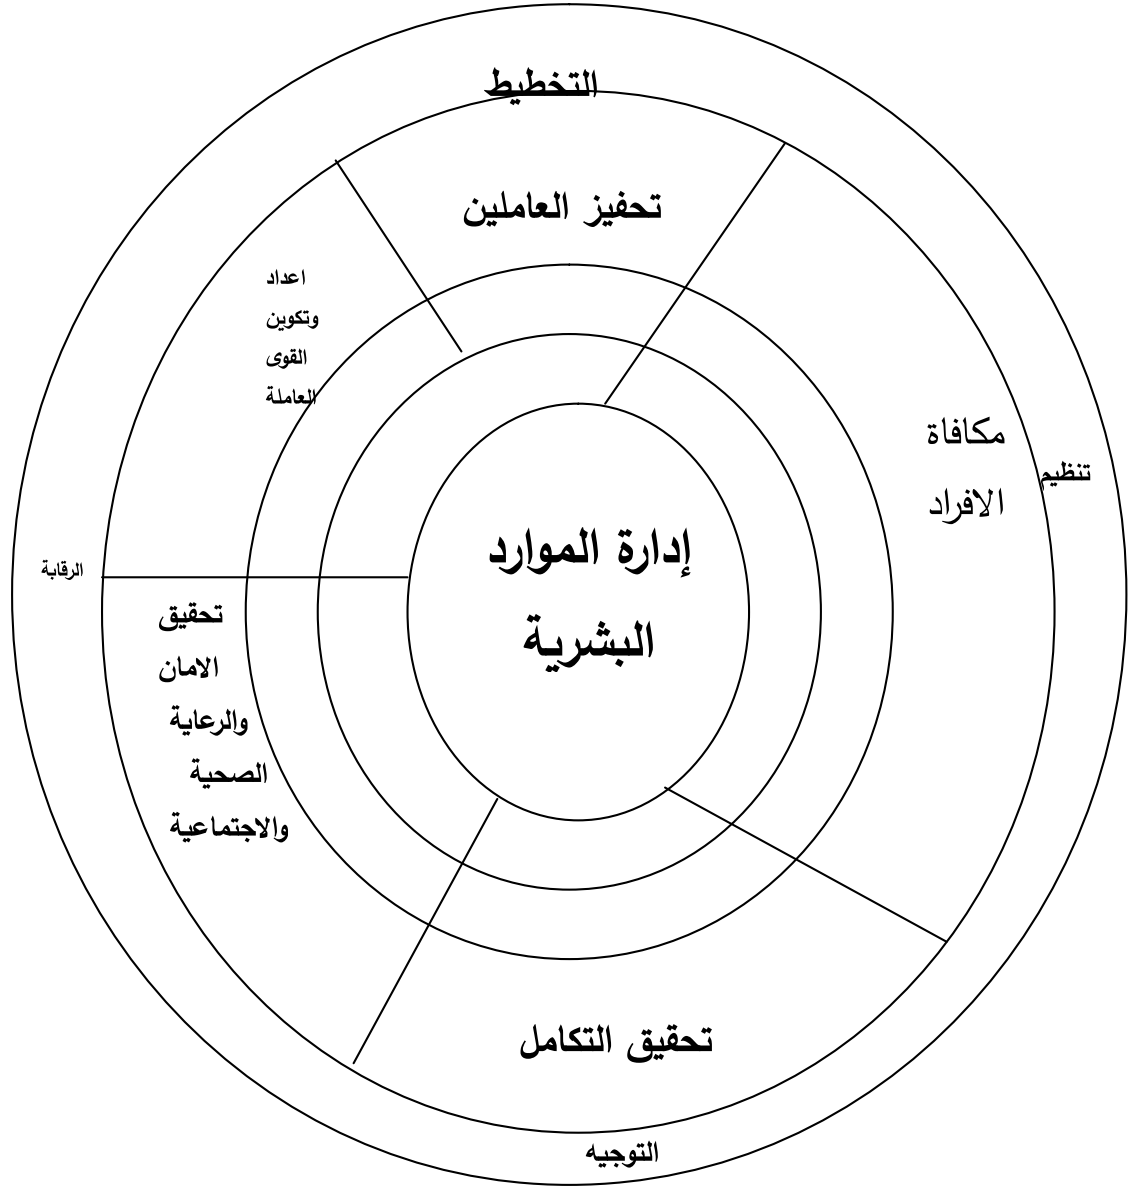 التخطيط
تحفيز العاملين
اعداد
وتكوين
القوى
العاملة
مكافاة
الافراد
تنظيم
إدارة الموارد
البشرية
الرقابة
تحقيق
الامان
والرعاية
الصحية
والاجتماعية
تحقيق التكامل
التوجيه